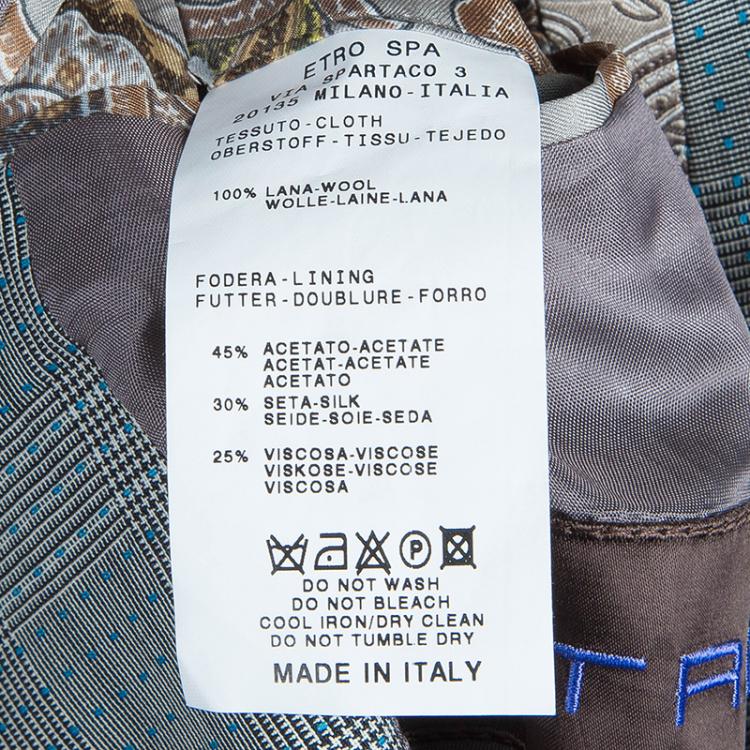 ETRO SPA
VIA SPARTACO 3
20135 MILANO-ITALIA
TESSUTO-CLOTH
OBERSTOFF-TISSU-TEJEDO
100% LANA-WOOL
WOLLE-LAINE-LANA
FODERA-LINING
FUTTER-DOUBLURE-FORRO
45% ACETATO-ACETATE
ACETAT-ACETATE
ACETATO
30% SETA-SILK
SEIDE-SOIE-SEDA
25% VISCOSA-VISCOSE
VISKOSE-VISCOSE
VISCOSA
P
DO NOT WASH
DO NOT BLEACH
COOL IRON/DRY CLEAN
DO NOT TUMBLE DRY
MADE IN ITALY